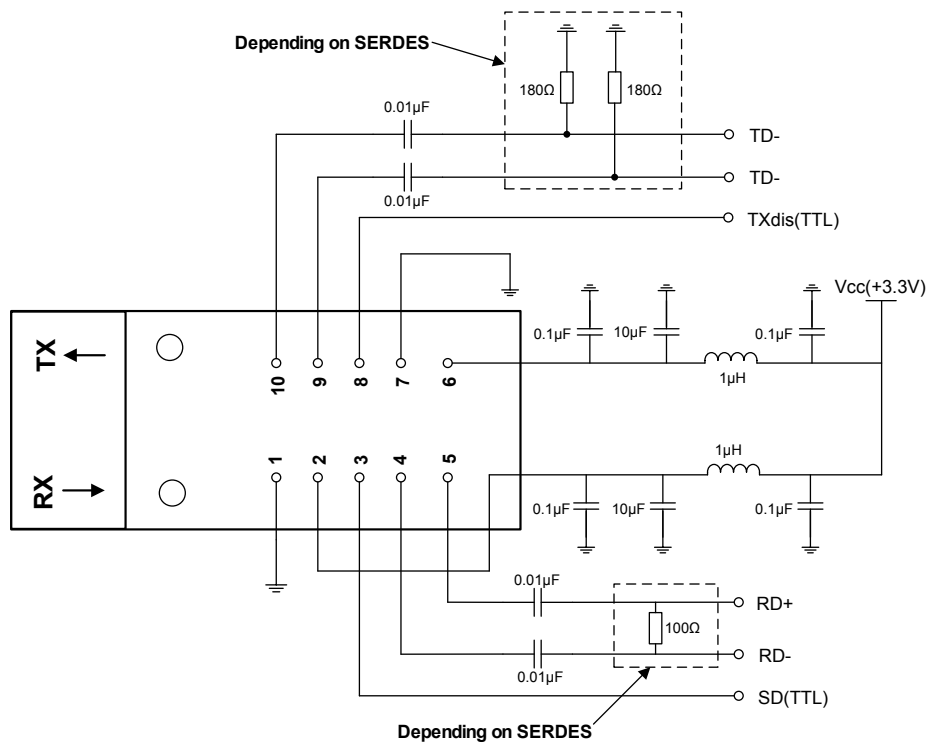 Depending on SERDES
180Ω
180Ω
0.01µF
TD-
0.01µF
TD-
TXdis(TTL)
Vcc(+3.3V)
0.1µF
10µF
0.1µF
1µH
TX
10
9
8
7
6
RX
1
2
3
4
5
1µH
0.1µF
10µF
0.1µF
0.01µF
RD+
100Ω
RD-
0.01µF
SD(TTL)
Depending on SERDES